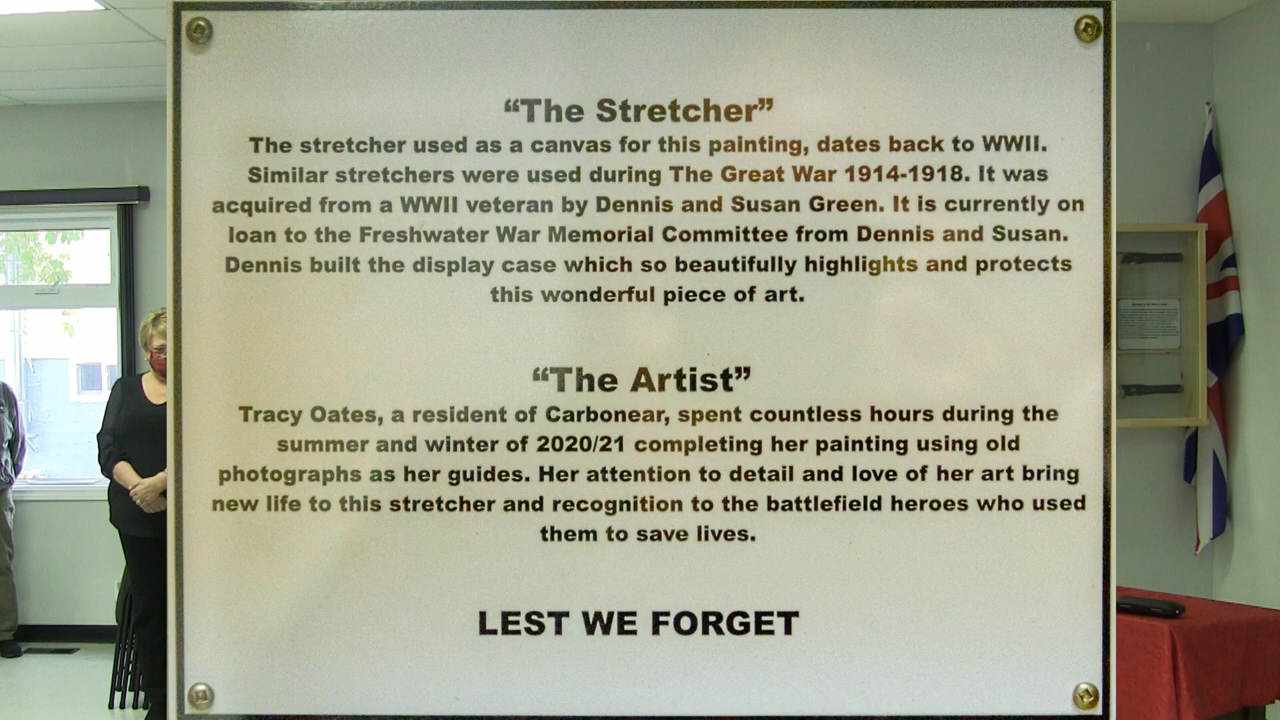 “The Stretcher”
The stretcher used as a canvas for this painting, dates back to WWII.
Similar stretchers were used during The Great War 1914-1918. It was
acquired from a WWII veteran by Dennis and Susan Green. It is currently on
loan to the Freshwater War Memorial Committee from Dennis and Susan.
Dennis built the display case which so beautifully highlights and protects
this wonderful piece of art.
“The Artist”
Tracy Oates, a resident of Carbonear, spent countless hours during the
summer and winter of 2020/21 completing her painting using old
photographs as her guides. Her attention to detail and love of her art bring
new life to this stretcher and recognition to the battlefield heroes who used
them to save lives.
LEST WE FORGET